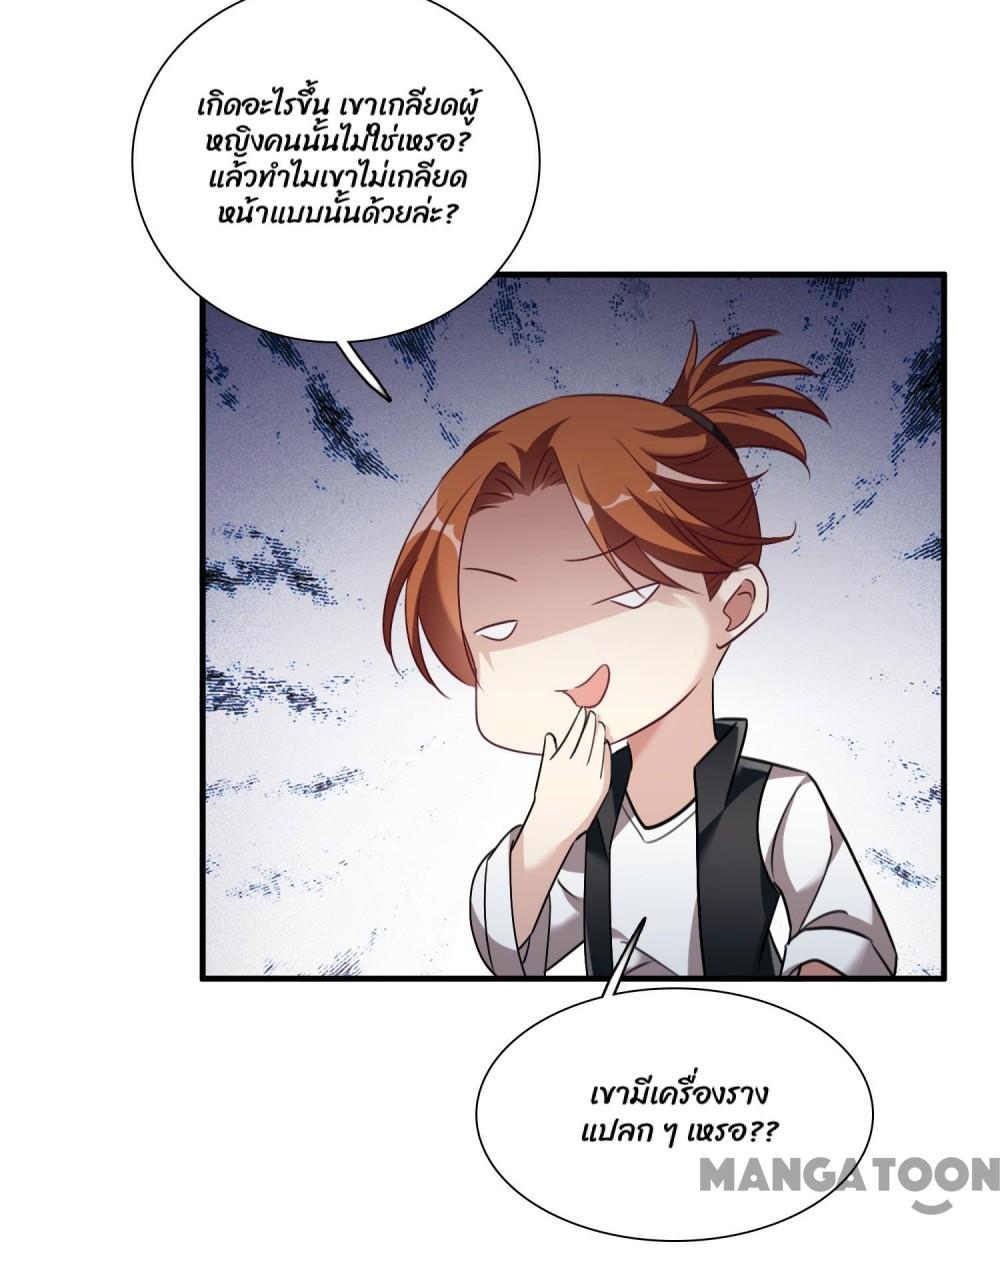 เกิดอะไรขึ้น เขาเกลียดผู้
หญิงคนนั้นไม่ใช่เหรอ?
แล้วทำไมเขาไม่เกลียด
หน้าแบบนั้นด้วยล่ะ?
เขามีเครื่องราง
แปลก ๆ เหรอ??
MANGATOON